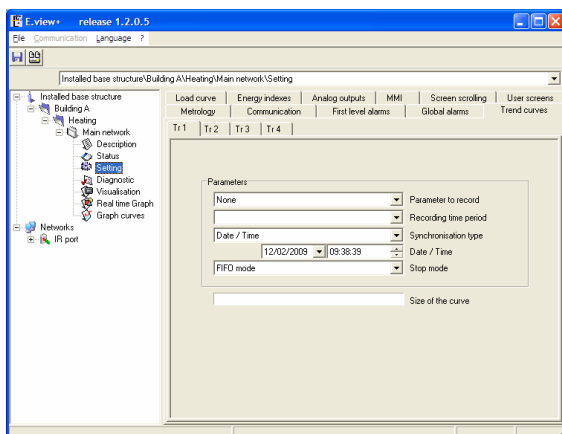 E.view+ release 1.2.0.5
File Communication Language ?
Installed base structure\Building A\Heating\Main network\Setting
Installed base structure
Building A
Heating
Main network
Description
Status
Setting
Diagnostic
Visualisation
Real time Graph
Graph curves
Networks
IR port
Load curve Energy indexes Analog outputs MMI Screen scrolling User screens
Metrology Communication First level alarms Global alarms Trend curves
Tr 1 Tr 2 Tr 3 Tr 4
Parameters
None Parameter to record
Recording time period
Date / Time Synchronisation type
12/02/2009 09:38:39 Date / Time
FIFO mode Stop mode
Size of the curve